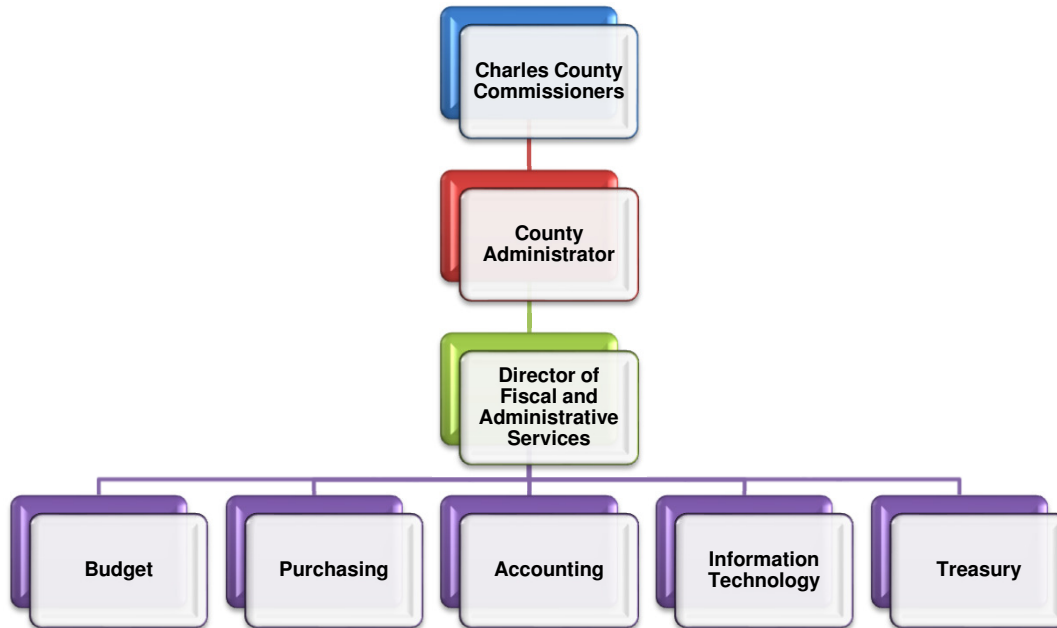 Charles County
Commissioners
County
Administrator
Director of
Fiscal and
Administrative
Services
Budget
Purchasing
Accounting
Information
Technology
Treasury